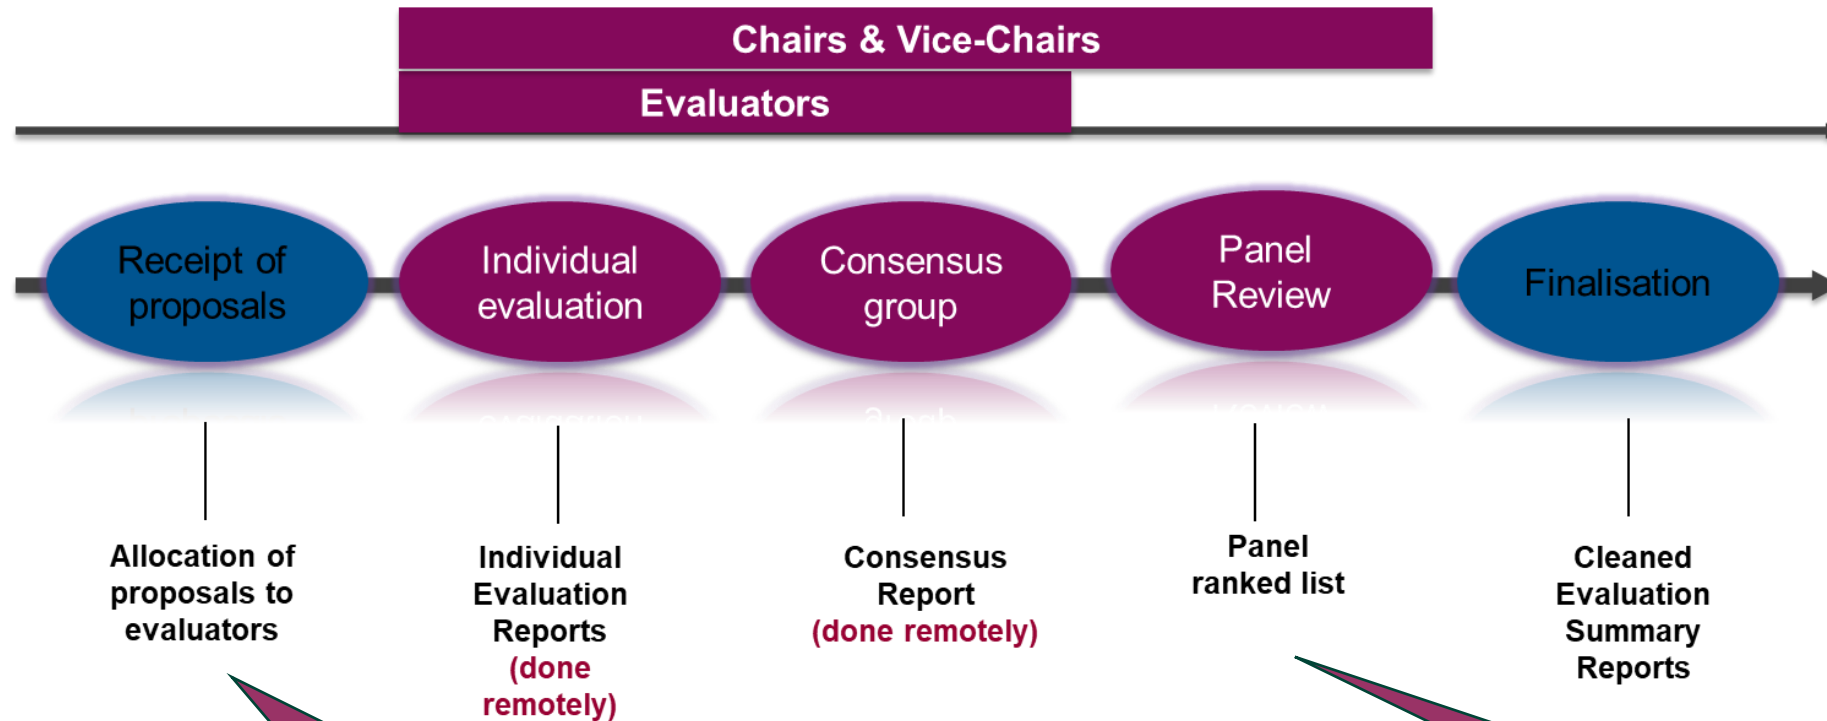 Chairs & Vice-Chairs
Evaluators
Receipt of
proposals
Individual
evaluation
Consensus
group
Panel
Review
Finalisation
Allocation of
proposals to
evaluators
Individual
Evaluation
Reports
(done
remotely)
Consensus
Report
(done remotely)
Panel
ranked list
Cleaned
Evaluation
Summary
Reports